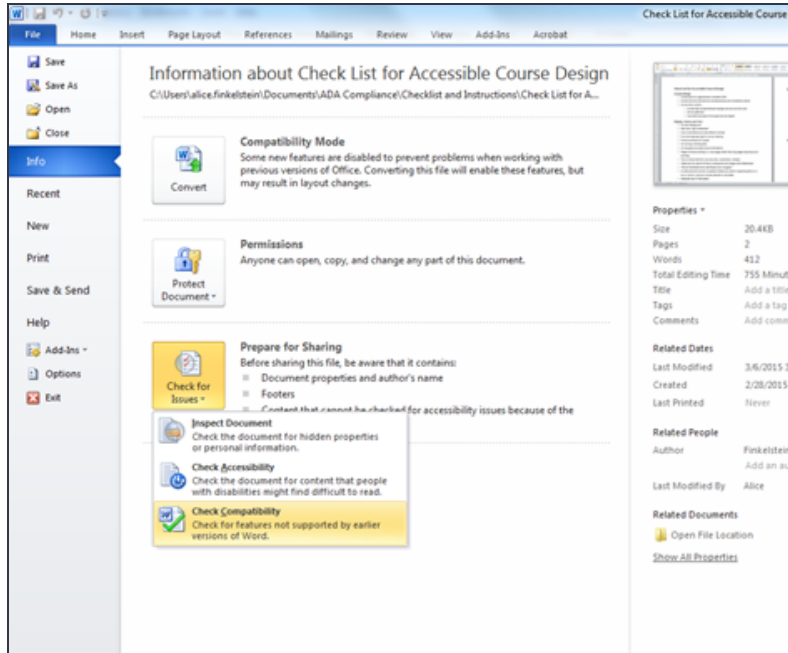 Check List for Accessible Course
File Home Insert Page Layout References Mailings Review View Add-Ins Acrobat
Save
Save As
Open
Close
Info
Recent
New
Print
Save & Send
Help
Add-Ins
Options
Exit
Information about Check List for Accessible Course Design
C:\Users\alice.finkelstein\Documents\ADA Compliance\Checklist and Instructions\Check List for A...
Convert
Compatibility Mode
Some new features are disabled to prevent problems when working with
previous versions of Office. Converting this file will enable these features, but
may result in layout changes.
Protect
Document
Permissions
Anyone can open, copy, and change any part of this document.
Check for
Issues
Prepare for Sharing
Before sharing this file, be aware that it contains:
Document properties and author's name
Footers
Content that cannot be checked for accessibility issues because of the
Inspect Document
Check the document for hidden properties
or personal information.
Check Accessibility
Check the document for content that people
with disabilities might find difficult to read.
Check Compatibility
Check for features not supported by earlier
versions of Word.
Properties
Size 20.4KB
Pages 2
Words 412
Total Editing Time 755 Minut
Title Add a title
Tags Add a tag
Comments Add comm
Related Dates
Last Modified 3/6/2015 3
Created 2/28/2015
Last Printed Never
Related People
Author Finkelstein
Add an au
Last Modified By Alice
Related Documents
Open File Location
Show All Properties